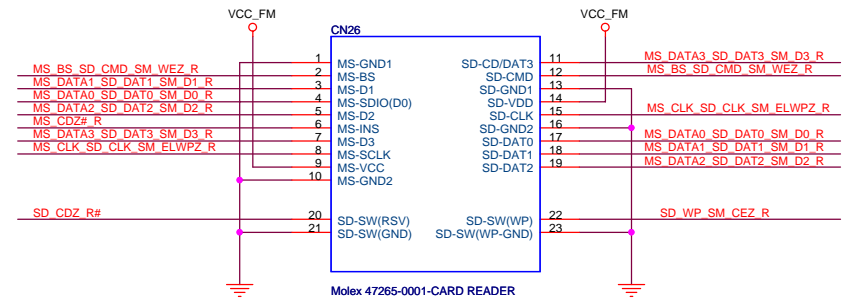 VCC_FM
VCC_FM
CN26
1 MS-GND1
MS_BS_SD_CMD_SM_WEZ_R 2 MS-BS
MS_DATA1_SD_DAT1_SM_D1_R 3 MS-D1
MS_DATA0_SD_DAT0_SM_D0_R 4 MS-SDIO(D0)
MS_DATA2_SD_DAT2_SM_D2_R 5 MS-D2
MS_CDZ#_R 6 MS-INS
MS_DATA3_SD_DAT3_SM_D3_R 7 MS-D3
MS_CLK_SD_CLK_SM_ELWPZ_R 8 MS-SCLK
9 MS-VCC
10 MS-GND2
SD_CDZ_R# 20 SD-SW(RSV)
21 SD-SW(GND)
SD-CD/DAT3 11 MS_DATA3_SD_DAT3_SM_D3_R
SD-CMD 12 MS_BS_SD_CMD_SM_WEZ_R
SD-GND1 13
SD-VDD 14
SD-CLK 15 MS_CLK_SD_CLK_SM_ELWPZ_R
SD-GND2 16
SD-DAT0 17 MS_DATA0_SD_DAT0_SM_D0_R
SD-DAT1 18 MS_DATA1_SD_DAT1_SM_D1_R
SD-DAT2 19 MS_DATA2_SD_DAT2_SM_D2_R
SD-SW(WP) 22 SD_WP_SM_CEZ_R
SD-SW(WP-GND) 23
Molex 47265-0001-CARD READER